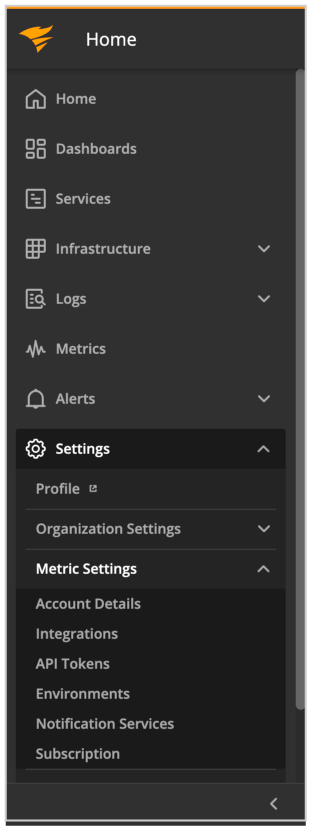 Home
Home
Dashboards
Services
Infrastructure
Logs
Metrics
Alerts
Settings
Profile
Organization Settings
Metric Settings
Account Details
Integrations
API Tokens
Environments
Notification Services
Subscription